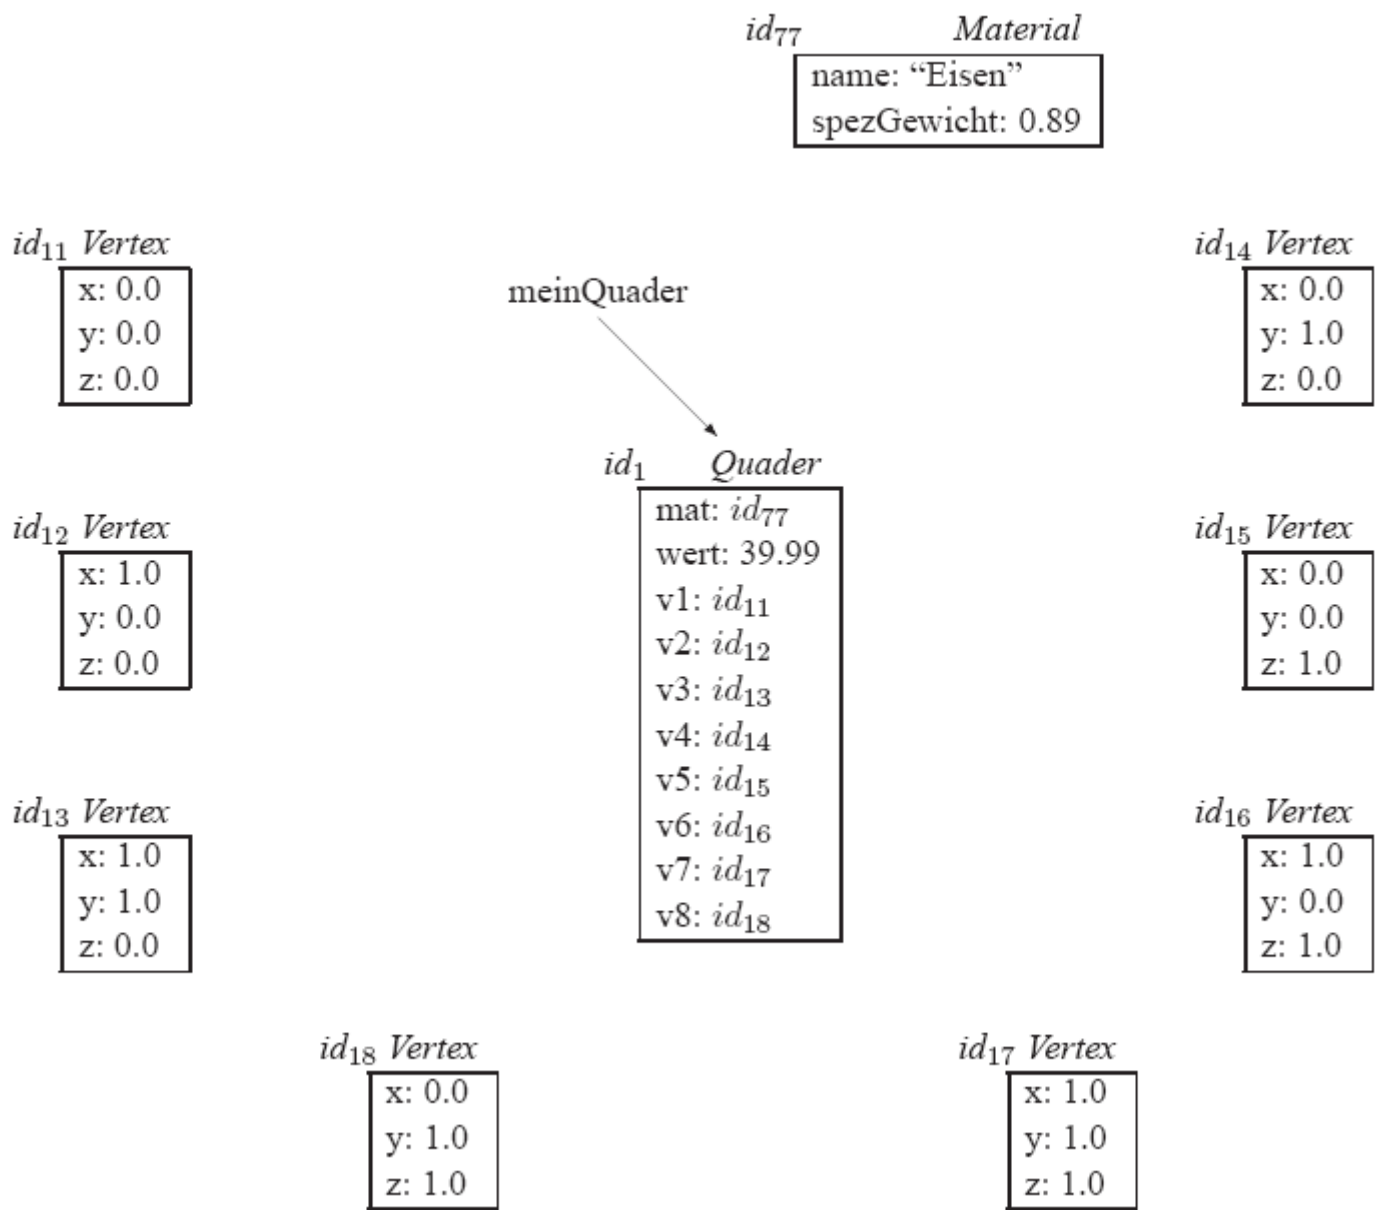 id77 Material
name: “Eisen”
spezGewicht: 0.89
id11 Vertex
x: 0.0
y: 0.0
z: 0.0
id14 Vertex
x: 0.0
y: 1.0
z: 0.0
meinQuader
id1 Quader
mat: id77
wert: 39.99
v1: id11
v2: id12
v3: id13
v4: id14
v5: id15
v6: id16
v7: id17
v8: id18
id12 Vertex
x: 1.0
y: 0.0
z: 0.0
id15 Vertex
x: 0.0
y: 0.0
z: 1.0
id13 Vertex
x: 1.0
y: 1.0
z: 0.0
id16 Vertex
x: 1.0
y: 0.0
z: 1.0
id18 Vertex
x: 0.0
y: 1.0
z: 1.0
id17 Vertex
x: 1.0
y: 1.0
z: 1.0